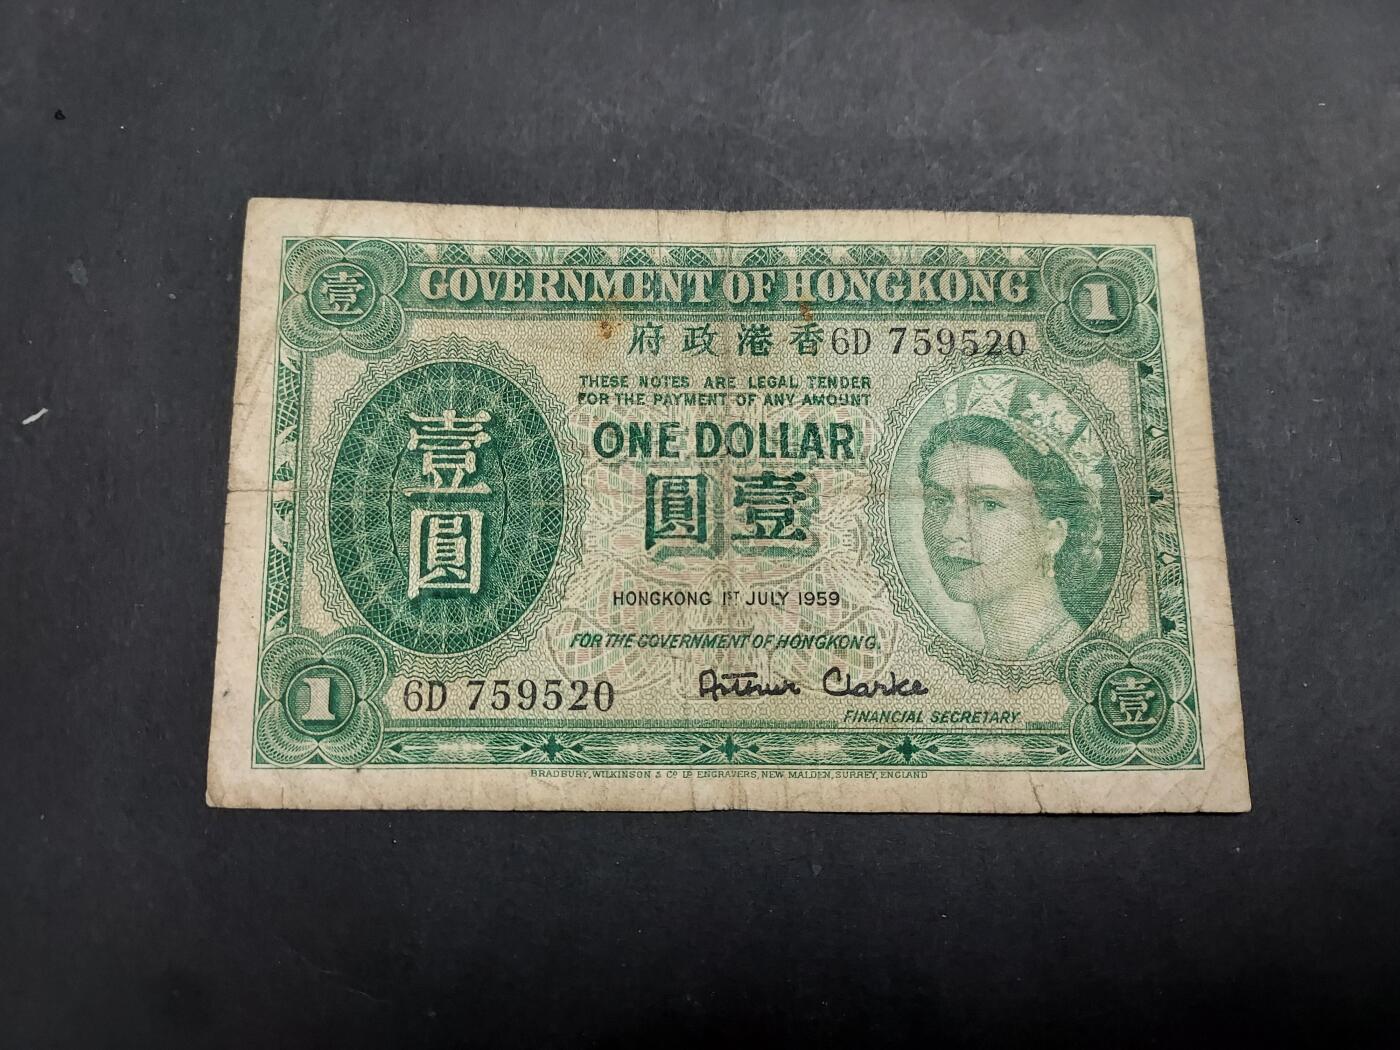 壹 GOVERNMENT OF HONGKONG 1
府政港香 6D 759520
THESE NOTES ARE LEGAL TENDER
FOR THE PAYMENT OF ANY AMOUNT
ONE DOLLAR
圓壹
壹圓
HONGKONG 1ST JULY 1959
FOR THE GOVERNMENT OF HONGKONG.
6D 759520
Arthur Clarke
FINANCIAL SECRETARY.
1 壹
BRADBURY, WILKINSON & Co. Ld. ENGRAVERS, NEW MALDEN, SURREY, ENGLAND